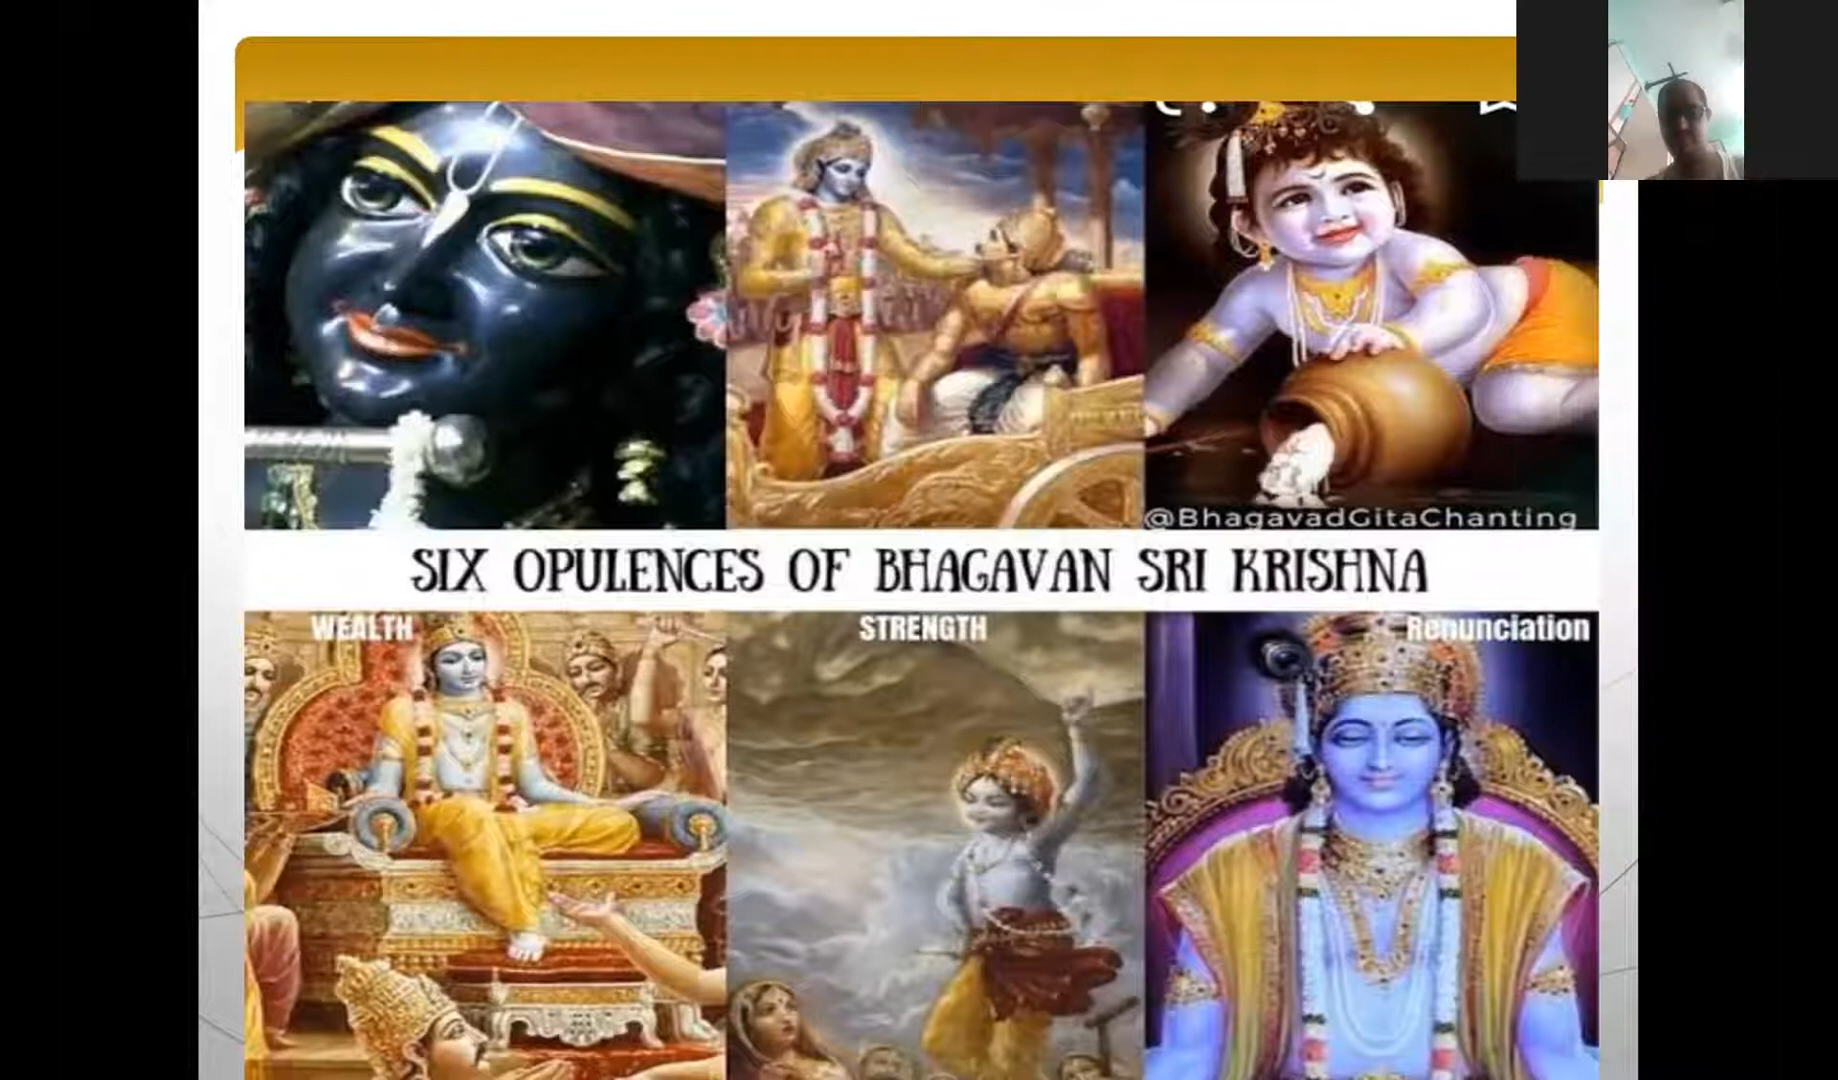 @BhagavadGitaChanting
SIX OPULENCES OF BHAGAVAN SRI KRISHNA
WEALTH
STRENGTH
Renunciation